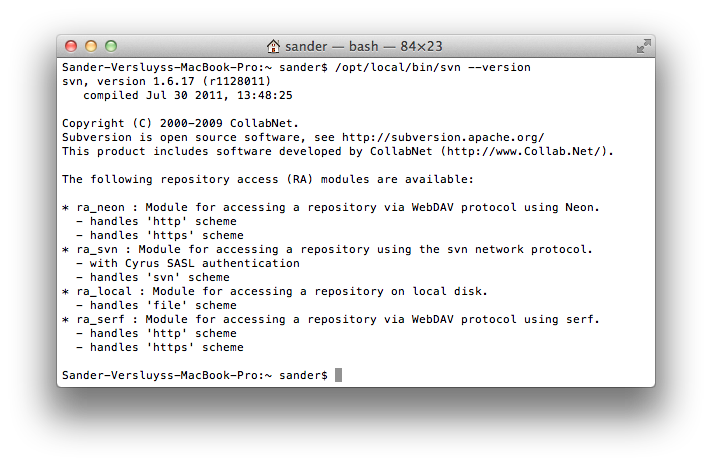 sander — bash — 84×23
Sander-Versluyss-MacBook-Pro:~ sander$ /opt/local/bin/svn --version
svn, version 1.6.17 (r1128011)
   compiled Jul 30 2011, 13:48:25

Copyright (C) 2000-2009 CollabNet.
Subversion is open source software, see http://subversion.apache.org/
This product includes software developed by CollabNet (http://www.Collab.Net/).

The following repository access (RA) modules are available:

* ra_neon : Module for accessing a repository via WebDAV protocol using Neon.
  - handles 'http' scheme
  - handles 'https' scheme
* ra_svn : Module for accessing a repository using the svn network protocol.
  - with Cyrus SASL authentication
  - handles 'svn' scheme
* ra_local : Module for accessing a repository on local disk.
  - handles 'file' scheme
* ra_serf : Module for accessing a repository via WebDAV protocol using serf.
  - handles 'http' scheme
  - handles 'https' scheme

Sander-Versluyss-MacBook-Pro:~ sander$